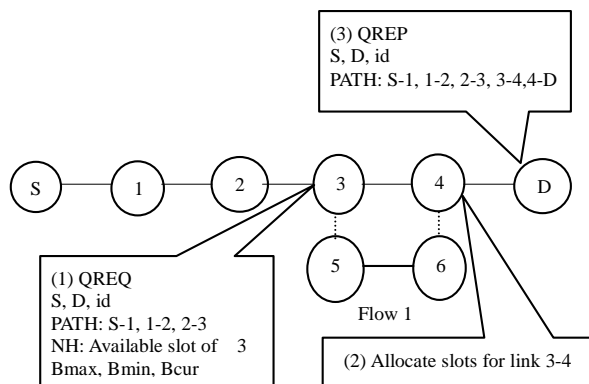 (3) QREP
S, D, id
PATH: S-1, 1-2, 2-3, 3-4,4-D
S
1
2
3
4
D
5
6
Flow 1
(1) QREQ
S, D, id
PATH: S-1, 1-2, 2-3
NH: Available slot of 3
Bmax, Bmin, Bcur
(2) Allocate slots for link 3-4